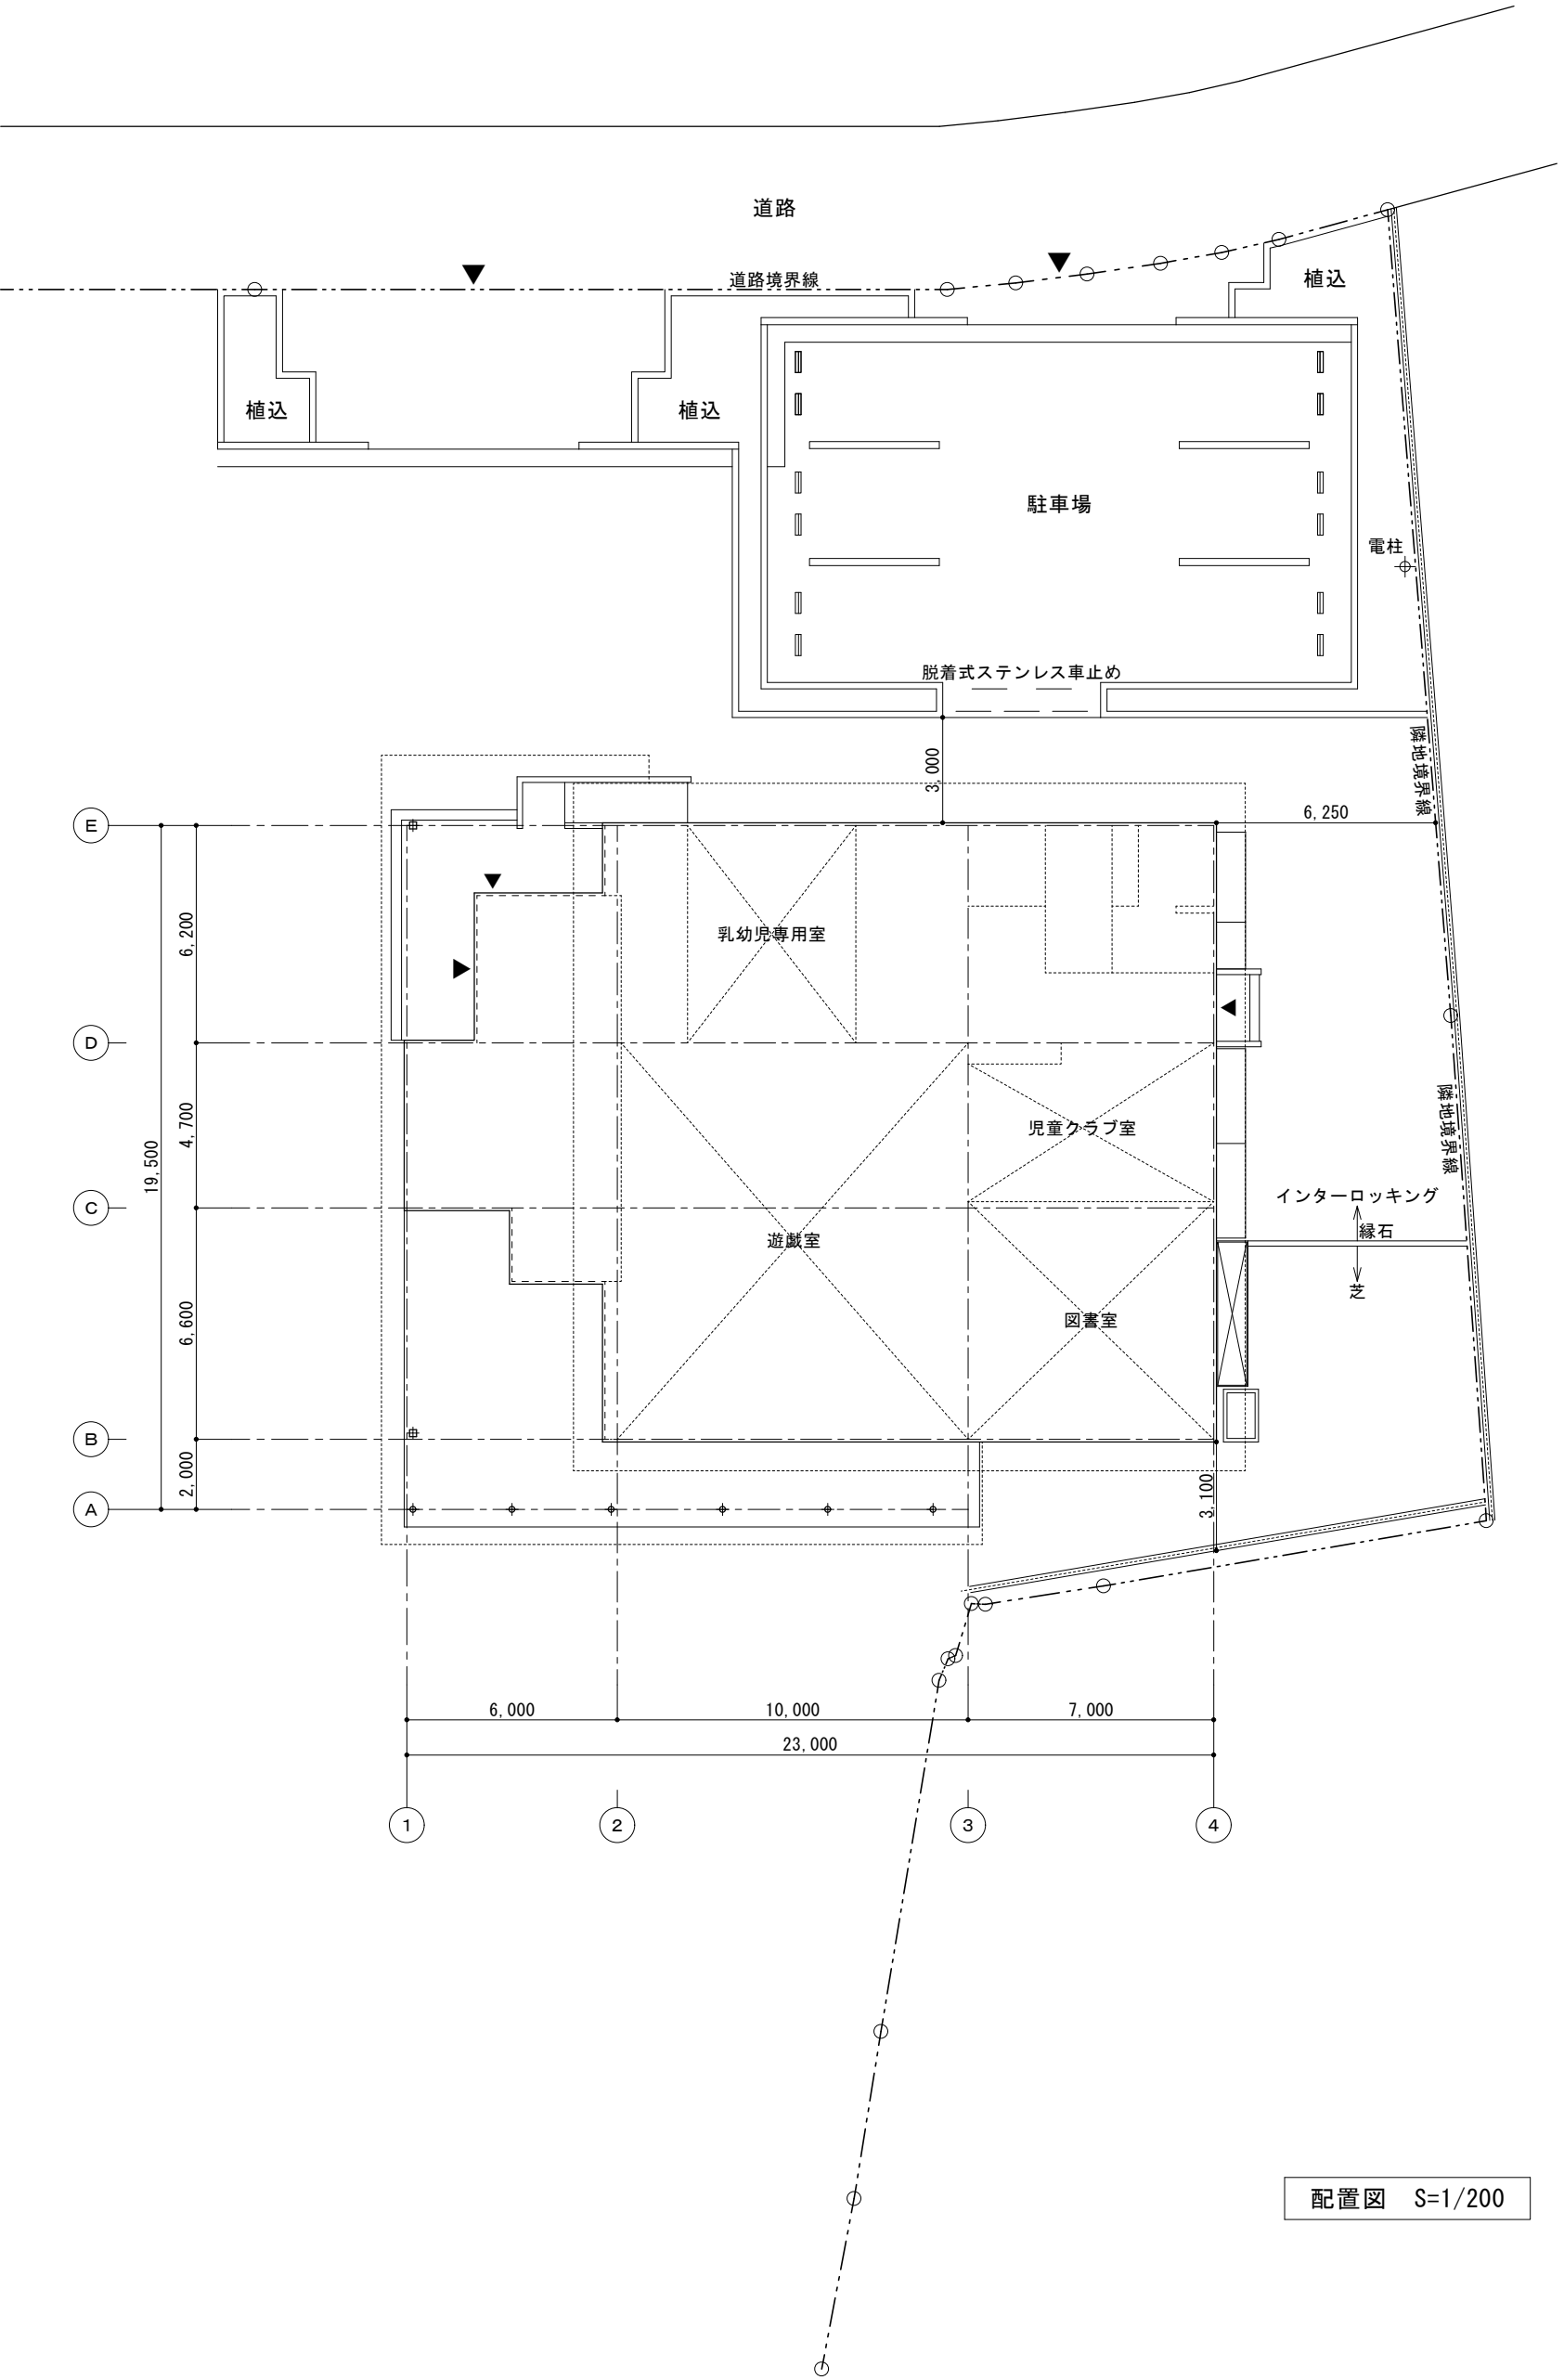 道路
道路境界線
植込
植込
植込
駐車場
電柱
脱着式ステンレス車止め
隣地境界線
3,000
6,250
E
6,200
乳幼児専用室
D
隣地境界線
4,700
19,500
児童クラブ室
C
インターロッキング
縁石
遊戯室
芝
6,600
図書室
B
2,000
3,100
A
6,000
10,000
7,000
23,000
1
2
3
4
配置図 S=1/200